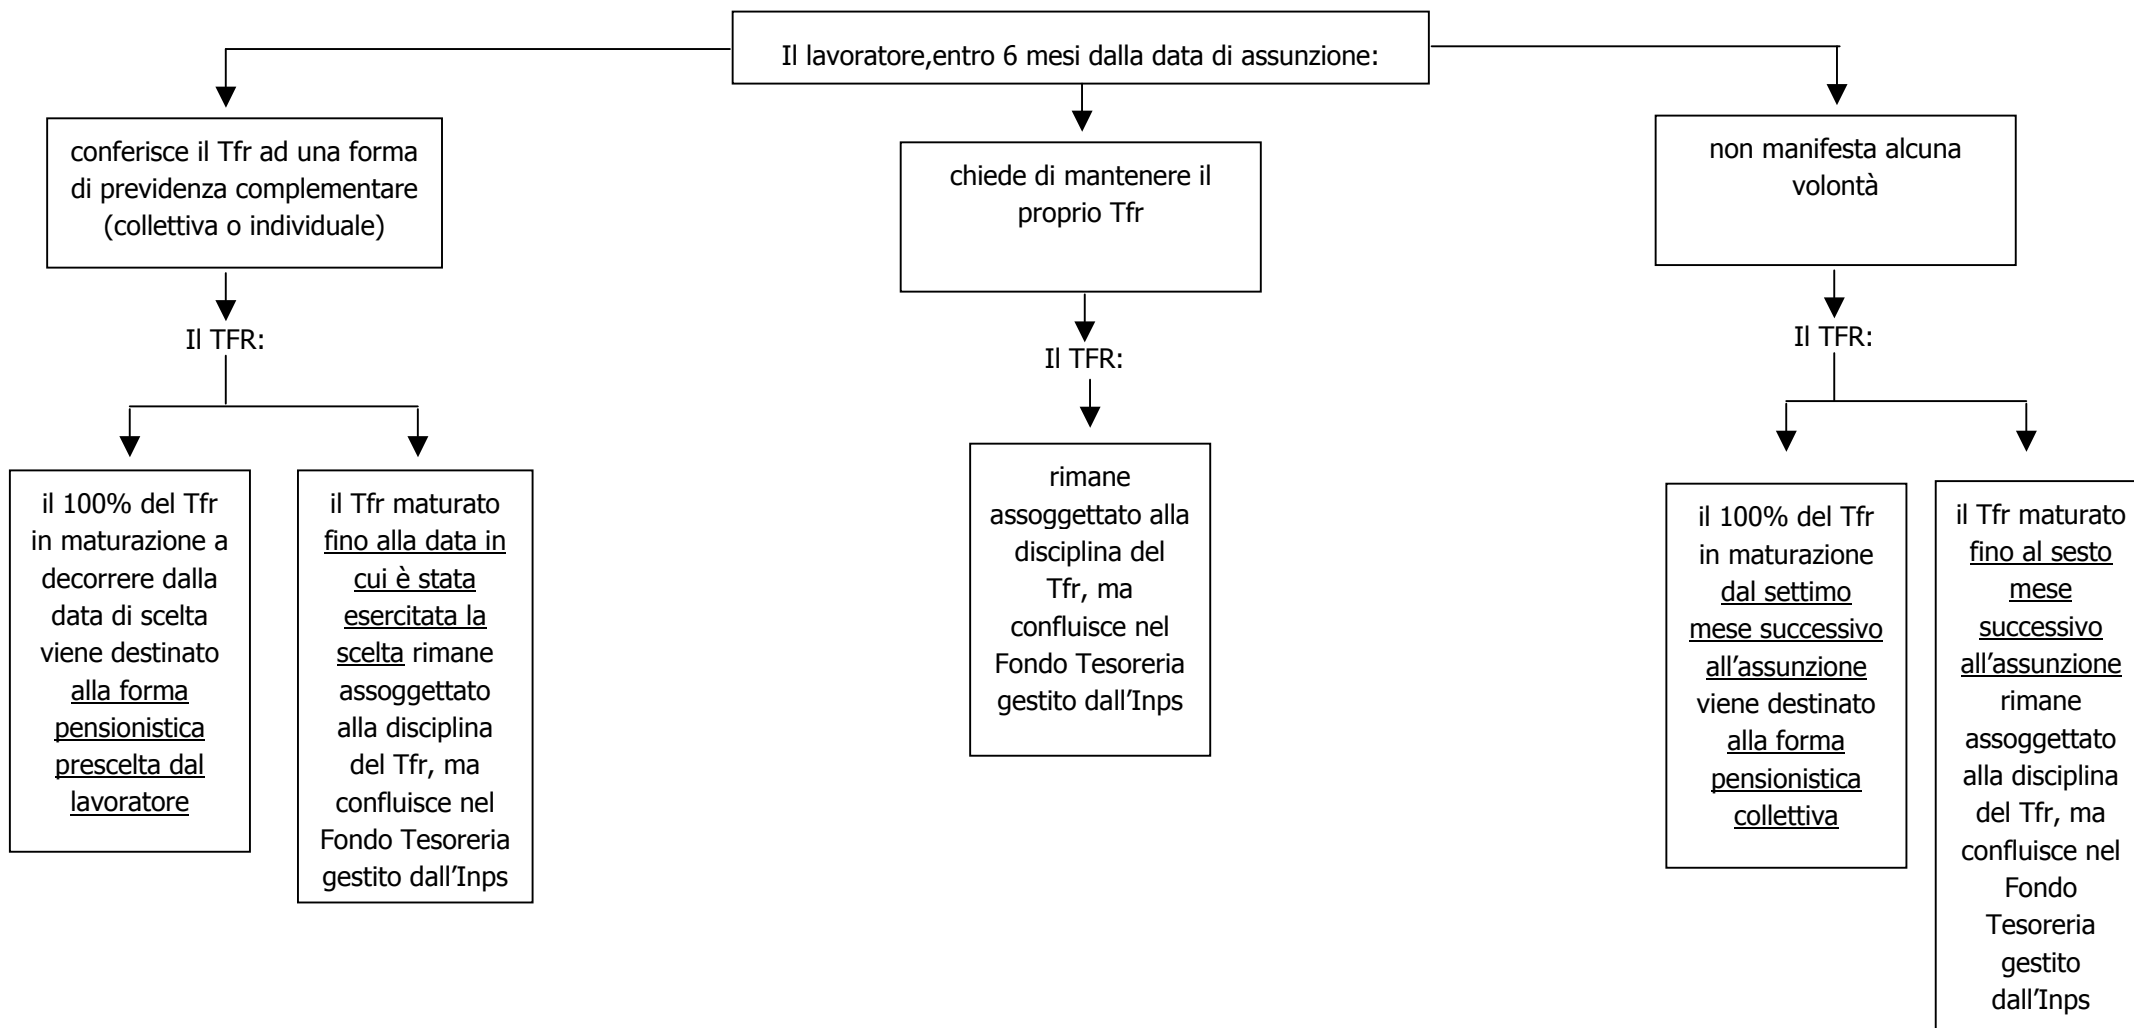 Il lavoratore,entro 6 mesi dalla data di assunzione:
conferisce il Tfr ad una forma
di previdenza complementare
(collettiva o individuale)
Il TFR:
il 100% del Tfr
in maturazione a
decorrere dalla
data di scelta
viene destinato
alla forma
pensionistica
prescelta dal
lavoratore
il Tfr maturato
fino alla data in
cui è stata
esercitata la
scelta rimane
assoggettato
alla disciplina
del Tfr, ma
confluisce nel
Fondo Tesoreria
gestito dall’Inps
chiede di mantenere il
proprio Tfr
Il TFR:
rimane
assoggettato alla
disciplina del
Tfr, ma
confluisce nel
Fondo Tesoreria
gestito dall’Inps
non manifesta alcuna
volontà
Il TFR:
il 100% del Tfr
in maturazione
dal settimo
mese successivo
all’assunzione
viene destinato
alla forma
pensionistica
collettiva
il Tfr maturato
fino al sesto
mese
successivo
all’assunzione
rimane
assoggettato
alla disciplina
del Tfr, ma
confluisce nel
Fondo
Tesoreria
gestito
dall’Inps